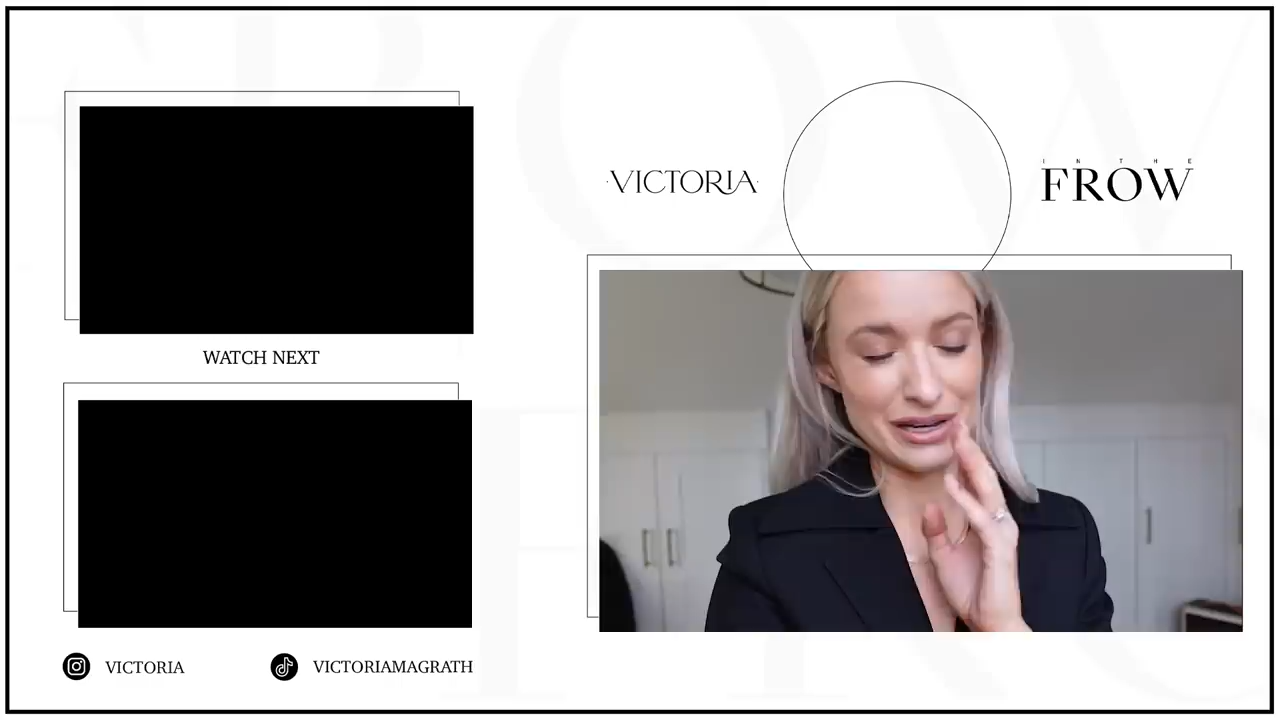 VICTORIA
IN THE
FROW
WATCH NEXT
VICTORIA
VICTORIAMAGRATH